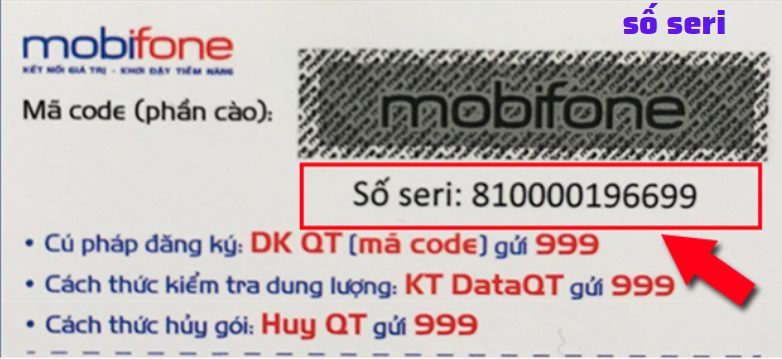 số seri
mobifone
KẾT NỐI GIÁ TRỊ - KHƠI DẬY TIỀM NĂNG
Mã code (phần cào):
mobifone
Số seri: 810000196699
• Cú pháp đăng ký: DK QT (mã code) gửi 999
• Cách thức kiểm tra dung lượng: KT DataQT gửi 999
• Cách thức hủy gói: Huy QT gửi 999